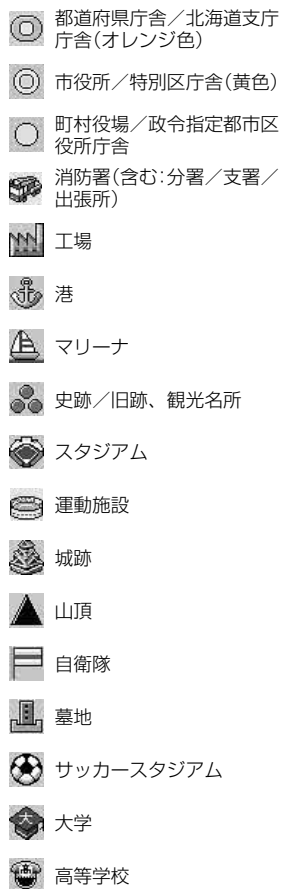 都道府県庁舎／北海道支庁
庁舎(オレンジ色)
市役所／特別区庁舎(黄色)
町村役場／政令指定都市区
役所庁舎
消防署(含む:分署／支署／
出張所)
工場
港
マリーナ
史跡／旧跡、観光名所
スタジアム
運動施設
城跡
山頂
自衛隊
墓地
サッカースタジアム
大
大学
高等学校